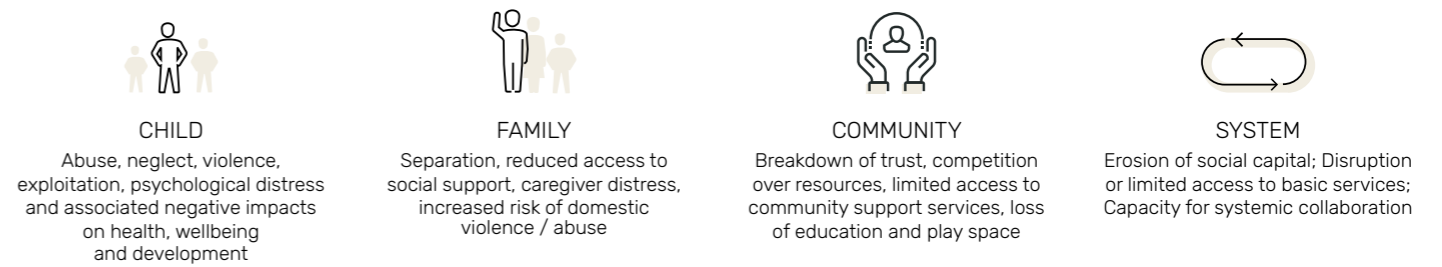 CHILD
Abuse, neglect, violence,
exploitation, psychological distress
and associated negative impacts
on health, wellbeing
and development
FAMILY
Separation, reduced access to
social support, caregiver distress,
increased risk of domestic
violence / abuse
COMMUNITY
Breakdown of trust, competition
over resources, limited access to
community support services, loss
of education and play space
SYSTEM
Erosion of social capital; Disruption
or limited access to basic services;
Capacity for systemic collaboration